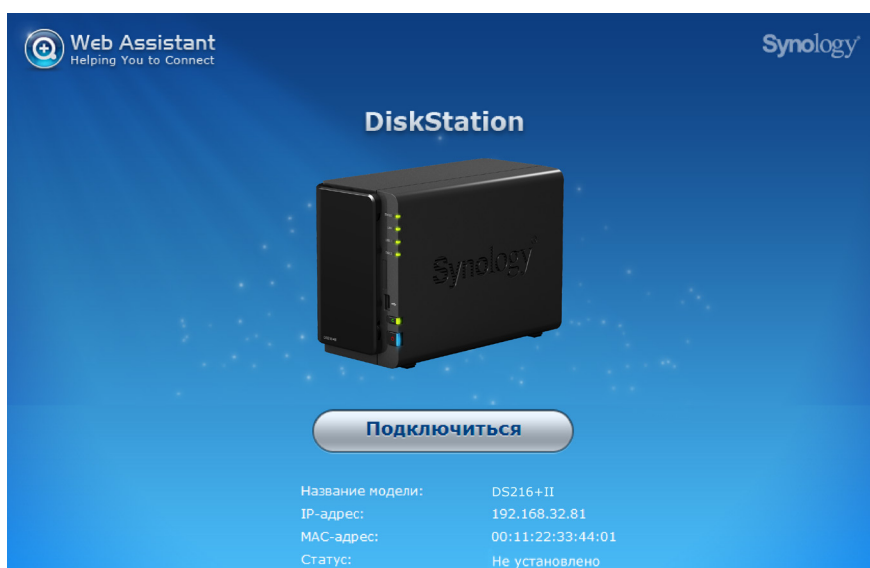 Web Assistant
Helping You to Connect
Synology
DiskStation
Synology
Подключиться
Название модели: DS216+II
IP-адрес: 192.168.32.81
MAC-адрес: 00:11:22:33:44:01
Статус: Не установлено